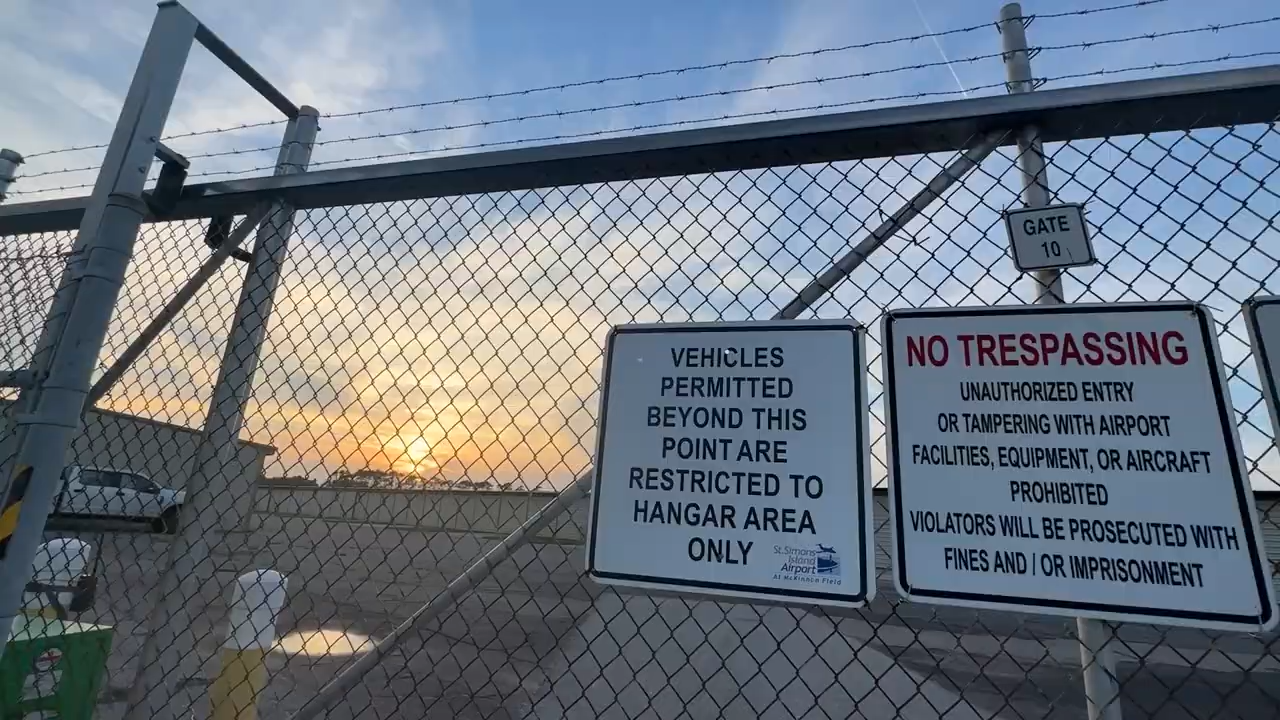 GATE
10
VEHICLES
PERMITTED
BEYOND THIS
POINT ARE
RESTRICTED TO
HANGAR AREA
ONLY
St. Simons
Island
Airport
At McKinnon Field
NO TRESPASSING
UNAUTHORIZED ENTRY
OR TAMPERING WITH AIRPORT
FACILITIES, EQUIPMENT, OR AIRCRAFT
PROHIBITED
VIOLATORS WILL BE PROSECUTED WITH
FINES AND / OR IMPRISONMENT